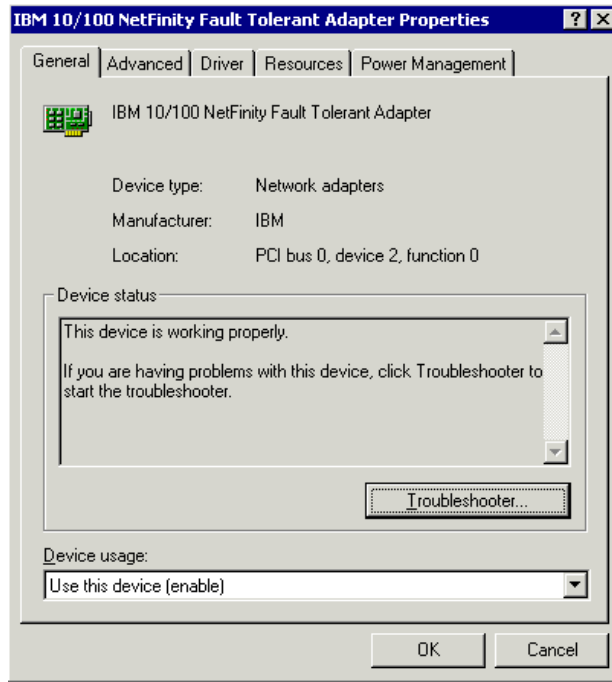 IBM 10/100 NetFinity Fault Tolerant Adapter Properties
General Advanced Driver Resources Power Management
IBM 10/100 NetFinity Fault Tolerant Adapter
Device type: Network adapters
Manufacturer: IBM
Location: PCI bus 0, device 2, function 0
Device status
This device is working properly.
If you are having problems with this device, click Troubleshooter to
start the troubleshooter.
Troubleshooter...
Device usage:
Use this device (enable)
OK Cancel